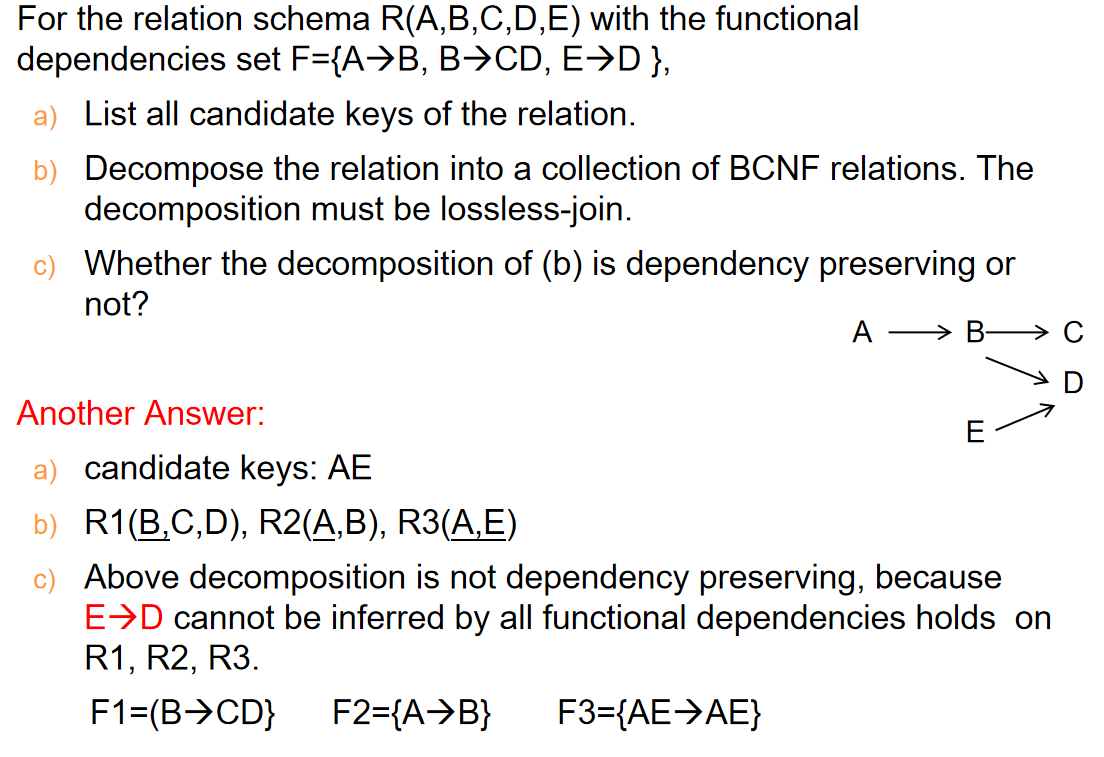 For the relation schema R(A,B,C,D,E) with the functional
dependencies set F={A→B, B→CD, E→D },
a) List all candidate keys of the relation.
b) Decompose the relation into a collection of BCNF relations. The
decomposition must be lossless-join.
c) Whether the decomposition of (b) is dependency preserving or
not?
A → B → C
D
E
Another Answer:
a) candidate keys: AE
b) R1(B,C,D), R2(A,B), R3(A,E)
c) Above decomposition is not dependency preserving, because
E→D cannot be inferred by all functional dependencies holds on
R1, R2, R3.
F1=(B→CD} F2={A→B} F3={AE→AE}